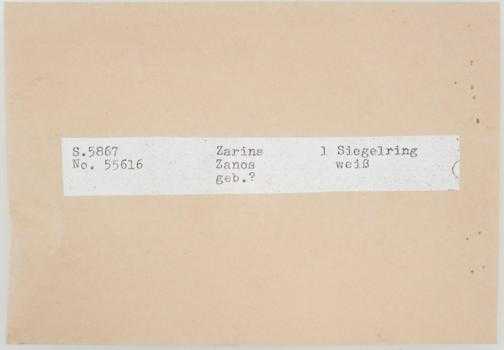 S.5867 Zarins 1 Siegelring
No. 55616 Zanos weiß
geb.?